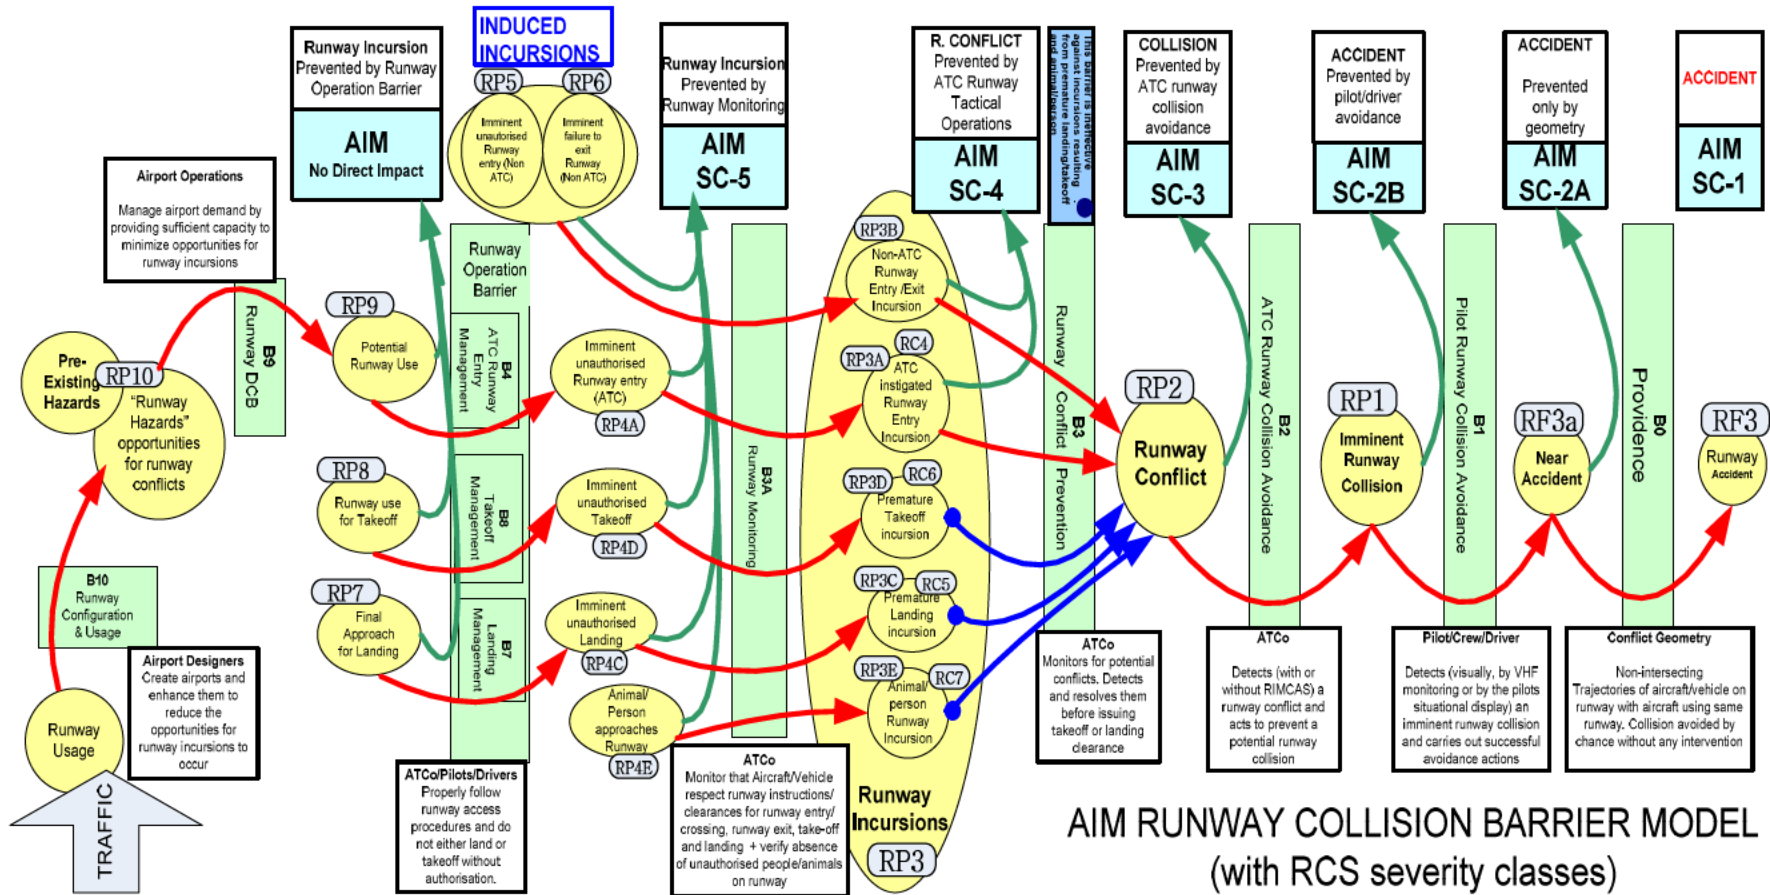 INDUCED
INCURSIONS
Runway Incursion
Prevented by Runway
Operation Barrier
AIM
No Direct Impact
RP5
RP6
Imminent
unautorised
Runway
entry (Non
ATC)
Imminent
failure to
exit
Runway
(Non ATC)
Runway Incursion
Prevented by
Runway Monitoring
AIM
SC-5
R. CONFLICT
Prevented by
ATC Runway
Tactical
Operations
AIM
SC-4
This barrier is ineffective
against incursions resulting
from premature landing/takeoff
and animal/person
COLLISION
Prevented by
ATC runway
collision
avoidance
AIM
SC-3
ACCIDENT
Prevented by
pilot/driver
avoidance
AIM
SC-2B
ACCIDENT
Prevented
only by
geometry
AIM
SC-2A
ACCIDENT
AIM
SC-1
Airport Operations
Manage airport demand by
providing sufficient capacity to
minimize opportunities for
runway incursions
B9
Runway DCB
Pre-
Existing
Hazards
RP10
"Runway
Hazards"
opportunities
for runway
conflicts
B10
Runway
Configuration
& Usage
Airport Designers
Create airports and
enhance them to
reduce the
opportunities for
runway incursions to
occur
Runway
Usage
TRAFFIC
RP9
Potential
Runway Use
RP8
Runway use
for Takeoff
RP7
Final
Approach
for Landing
Runway
Operation
Barrier
B4
ATC Runway
Entry
Management
B8
Takeoff
Management
B7
Landing
Management
ATCo/Pilots/Drivers
Properly follow
runway access
procedures and do
not either land or
takeoff without
authorisation.
Imminent
unauthorised
Runway entry
(ATC)
RP4A
Imminent
unauthorised
Takeoff
RP4D
Imminent
unauthorised
Landing
RP4C
Animal/
Person
approaches
Runway
RP4E
B3A
Runway Monitoring
ATCo
Monitor that Aircraft/Vehicle
respect runway instructions/
clearances for runway entry/
crossing, runway exit, take-off
and landing + verify absence
of unauthorised people/animals
on runway
RP3B
Non-ATC
Runway
Entry /Exit
Incursion
RP3A
RC4
ATC
instigated
Runway
Entry
Incursion
RP3D
RC6
Premature
Takeoff
incursion
RP3C
RC5
Premature
Landing
incursion
RP3E
RC7
Animal/
person
Runway
Incursion
Runway
Incursions
RP3
B3
Runway Conflict Prevention
ATCo
Monitors for potential
conflicts. Detects
and resolves them
before issuing
takeoff or landing
clearance
RP2
Runway
Conflict
B2
ATC Runway Collision Avoidance
ATCo
Detects (with or
without RIMCAS) a
runway conflict and
acts to prevent a
potential runway
collision
RP1
Imminent
Runway
Collision
B1
Pilot Runway Collision Avoidance
Pilot/Crew/Driver
Detects (visually, by VHF
monitoring or by the pilots
situational display) an
imminent runway collision
and carries out successful
avoidance actions
RF3a
Near
Accident
B0
Providence
Conflict Geometry
Non-intersecting
Trajectories of aircraft/vehicle on
runway with aircraft using same
runway. Collision avoided by
chance without any intervention
RF3
Runway
Accident
AIM RUNWAY COLLISION BARRIER MODEL
(with RCS severity classes)